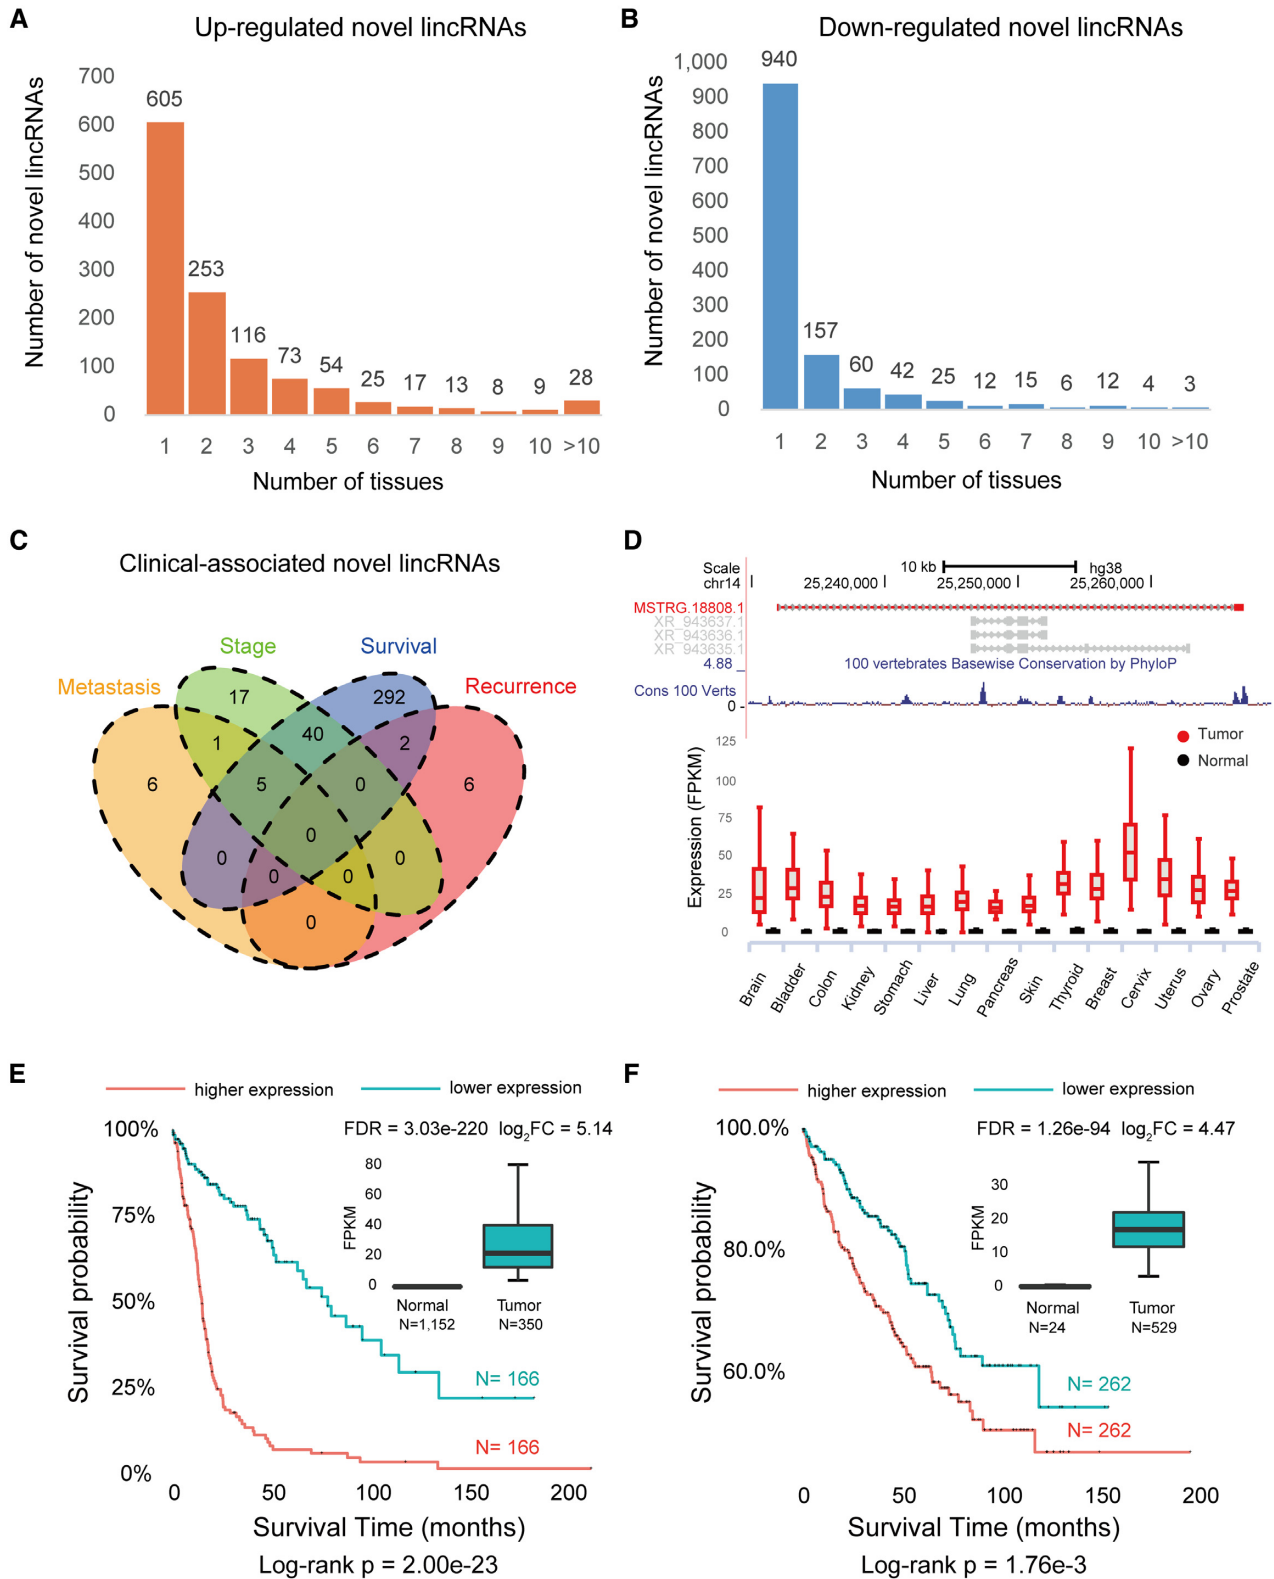 A
Up-regulated novel lincRNAs
Number of novel lincRNAs
700
600
500
400
300
200
100
0
605
253
116
73
54
25
17
13
8
9
28
1 2 3 4 5 6 7 8 9 10 >10
Number of tissues
B
Down-regulated novel lincRNAs
Number of novel lincRNAs
1,000
900
800
700
600
500
400
300
200
100
0
940
157
60
42
25
12
15
6
12
4
3
1 2 3 4 5 6 7 8 9 10 >10
Number of tissues
C
Clinical-associated novel lincRNAs
Stage
Survival
Metastasis
Recurrence
17
292
1
40
2
6
5
0
6
0
0
0
0
0
0
D
Scale
10 kb
hg38
chr14
25,240,000
25,250,000
25,260,000
MSTRG.18808.1
XR_943637.1
XR_943636.1
XR_943635.1
4.88
100 vertebrates Basewise Conservation by PhyloP
Cons 100 Verts
0
Tumor
Normal
Expression (FPKM)
125
100
75
50
25
0
Brain
Bladder
Colon
Kidney
Stomach
Liver
Lung
Pancreas
Skin
Thyroid
Breast
Cervix
Uterus
Ovary
Prostate
E
higher expression
lower expression
Survival probability
100%
75%
50%
25%
0%
FDR = 3.03e-220 log2FC = 5.14
FPKM
80
60
40
20
0
Normal
N=1,152
Tumor
N=350
N= 166
N= 166
0 50 100 150 200
Survival Time (months)
Log-rank p = 2.00e-23
F
higher expression
lower expression
Survival probability
100.0%
80.0%
60.0%
FDR = 1.26e-94 log2FC = 4.47
FPKM
30
20
10
0
Normal
N=24
Tumor
N=529
N= 262
N= 262
0 50 100 150 200
Survival Time (months)
Log-rank p = 1.76e-3